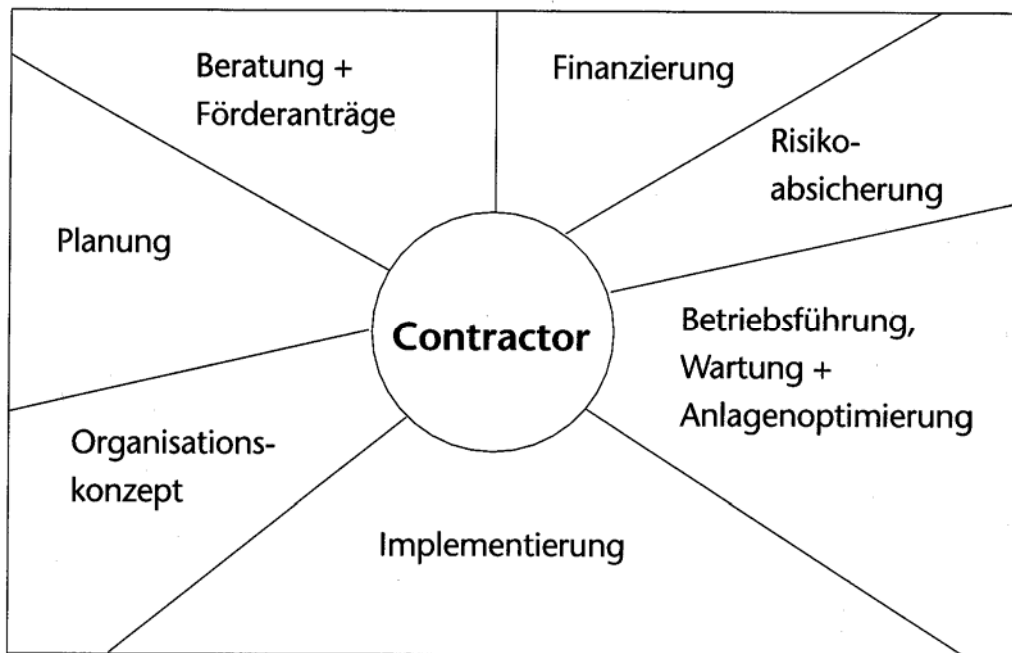 Beratung +
Förderanträge
Finanzierung
Risiko-
absicherung
Planung
Contractor
Betriebsführung,
Wartung +
Anlagenoptimierung
Organisations-
konzept
Implementierung